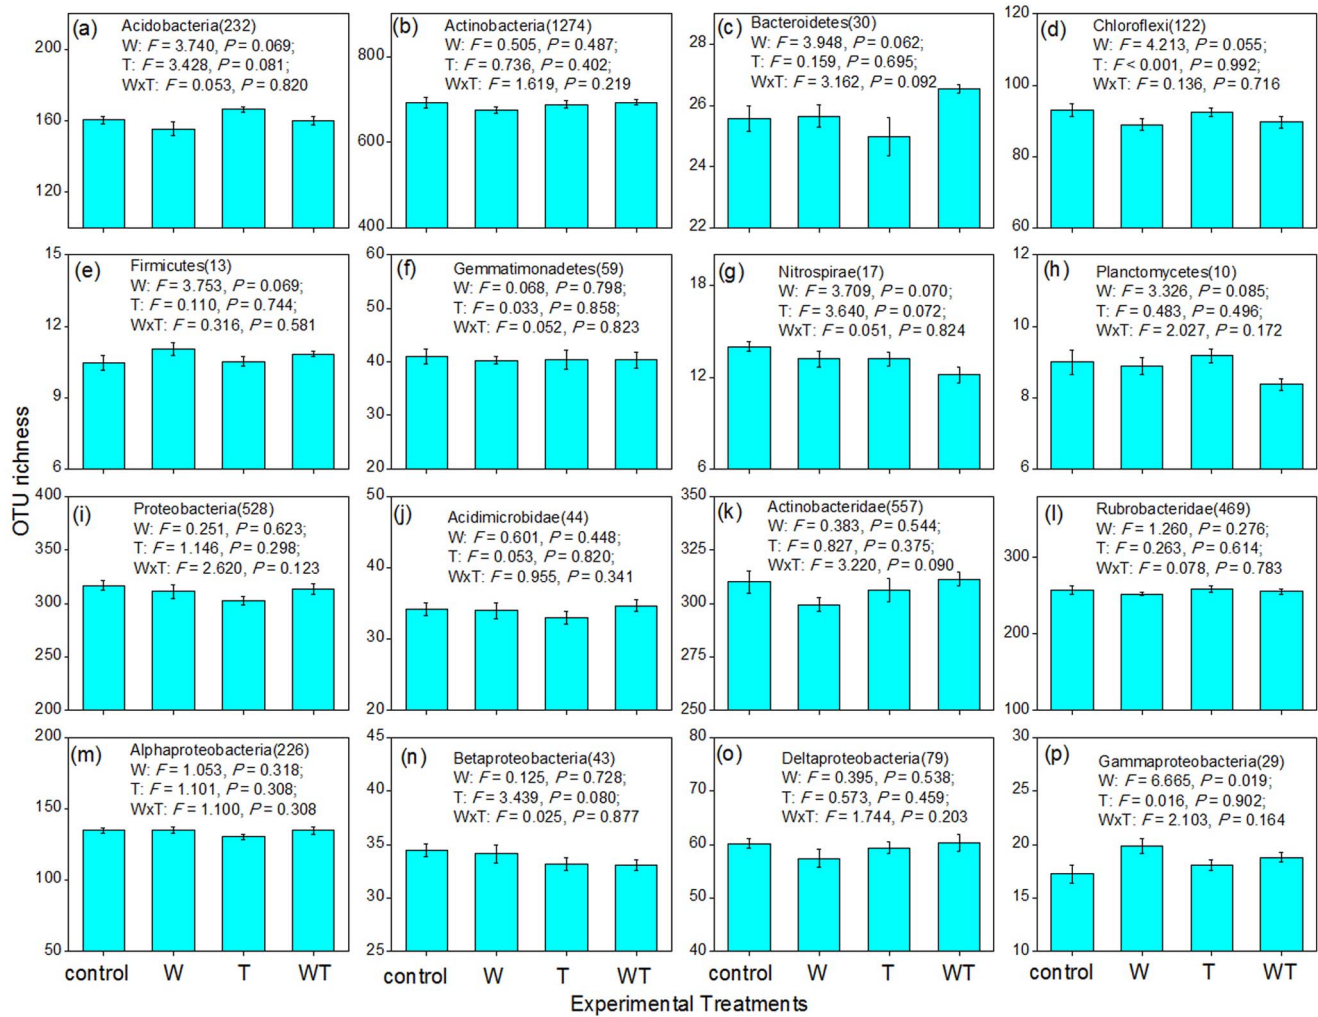 (a)
Acidobacteria(232)
W: F = 3.740, P = 0.069;
T: F = 3.428, P = 0.081;
WxT: F = 0.053, P = 0.820
200
160
120
(b)
Actinobacteria(1274)
W: F = 0.505, P = 0.487;
T: F = 0.736, P = 0.402;
WxT: F = 1.619, P = 0.219
800
600
400
(c)
Bacteroidetes(30)
W: F = 3.948, P = 0.062;
T: F = 0.159, P = 0.695;
WxT: F = 3.162, P = 0.092
28
26
24
22
(d)
Chloroflexi(122)
W: F = 4.213, P = 0.055;
T: F < 0.001, P = 0.992;
WxT: F = 0.136, P = 0.716
120
100
80
60
(e)
Firmicutes(13)
W: F = 3.753, P = 0.069;
T: F = 0.110, P = 0.744;
WxT: F = 0.316, P = 0.581
15
12
9
6
(f)
Gemmatimonadetes(59)
W: F = 0.068, P = 0.798;
T: F = 0.033, P = 0.858;
WxT: F = 0.052, P = 0.823
60
50
40
30
20
(g)
Nitrospirae(17)
W: F = 3.709, P = 0.070;
T: F = 3.640, P = 0.072;
WxT: F = 0.051, P = 0.824
18
12
6
(h)
Planctomycetes(10)
W: F = 3.326, P = 0.085;
T: F = 0.483, P = 0.496;
WxT: F = 2.027, P = 0.172
12
10
8
6
OTU richness
(i)
Proteobacteria(528)
W: F = 0.251, P = 0.623;
T: F = 1.146, P = 0.298;
WxT: F = 2.620, P = 0.123
400
350
300
250
200
(j)
Acidimicrobidae(44)
W: F = 0.601, P = 0.448;
T: F = 0.053, P = 0.820;
WxT: F = 0.955, P = 0.341
50
40
30
20
(k)
Actinobacteridae(557)
W: F = 0.383, P = 0.544;
T: F = 0.827, P = 0.375;
WxT: F = 3.220, P = 0.090
350
325
300
275
250
(l)
Rubrobacteridae(469)
W: F = 1.260, P = 0.276;
T: F = 0.263, P = 0.614;
WxT: F = 0.078, P = 0.783
300
200
100
(m)
Alphaproteobacteria(226)
W: F = 1.053, P = 0.318;
T: F = 1.101, P = 0.308;
WxT: F = 1.100, P = 0.308
200
150
100
50
(n)
Betaproteobacteria(43)
W: F = 0.125, P = 0.728;
T: F = 3.439, P = 0.080;
WxT: F = 0.025, P = 0.877
45
40
35
30
25
(o)
Deltaproteobacteria(79)
W: F = 0.395, P = 0.538;
T: F = 0.573, P = 0.459;
WxT: F = 1.744, P = 0.203
80
70
60
50
40
(p)
Gammaproteobacteria(29)
W: F = 6.665, P = 0.019;
T: F = 0.016, P = 0.902;
WxT: F = 2.103, P = 0.164
30
25
20
15
10
control W T WT
control W T WT
control W T WT
control W T WT
Experimental Treatments